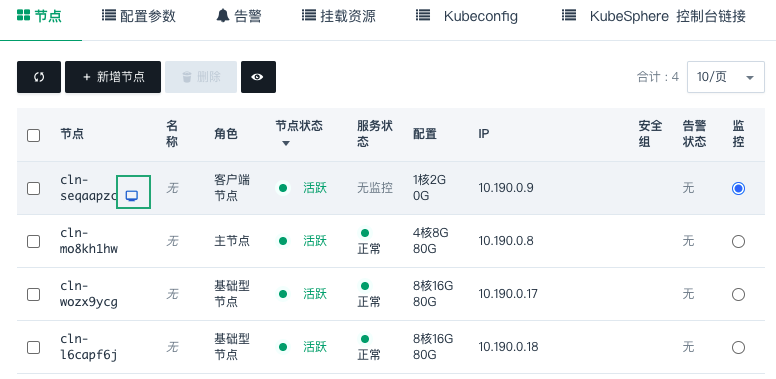 节点 配置参数 告警 挂载资源 Kubeconfig KubeSphere 控制台链接
+ 新增节点 删除 合计 : 4 10/页
节点 名称 角色 节点状态 服务状态 配置 IP 安全组 告警状态 监控
cln-seqaapzc 无 客户端节点 活跃 无监控 1核2G 0G 10.190.0.9 无
cln-mo8kh1hw 无 主节点 活跃 正常 4核8G 80G 10.190.0.8 无
cln-wozx9ycg 无 基础型节点 活跃 正常 8核16G 80G 10.190.0.17 无
cln-l6capf6j 无 基础型节点 活跃 正常 8核16G 80G 10.190.0.18 无